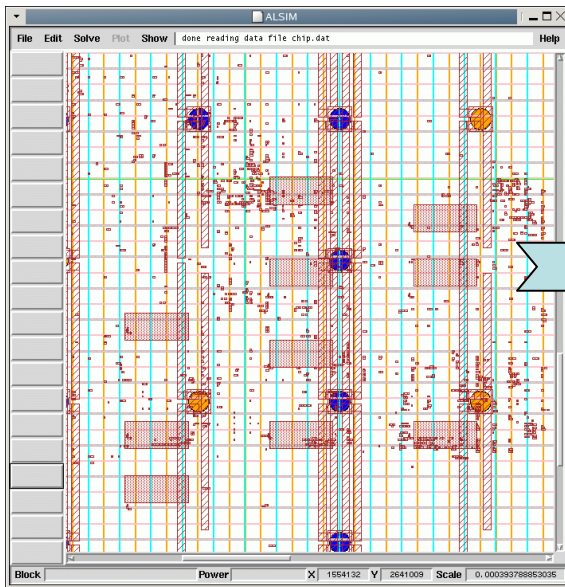 ALSIM
File Edit Solve Plot Show done reading data file chip.dat Help
Block Power X 1554132 Y 2641009 Scale 0.000393788853035